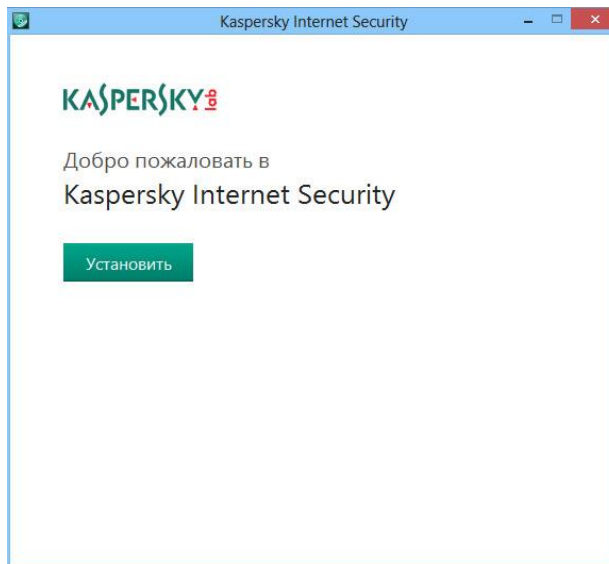 Kaspersky Internet Security
KASPERSKY lab
Добро пожаловать в
Kaspersky Internet Security
Установить